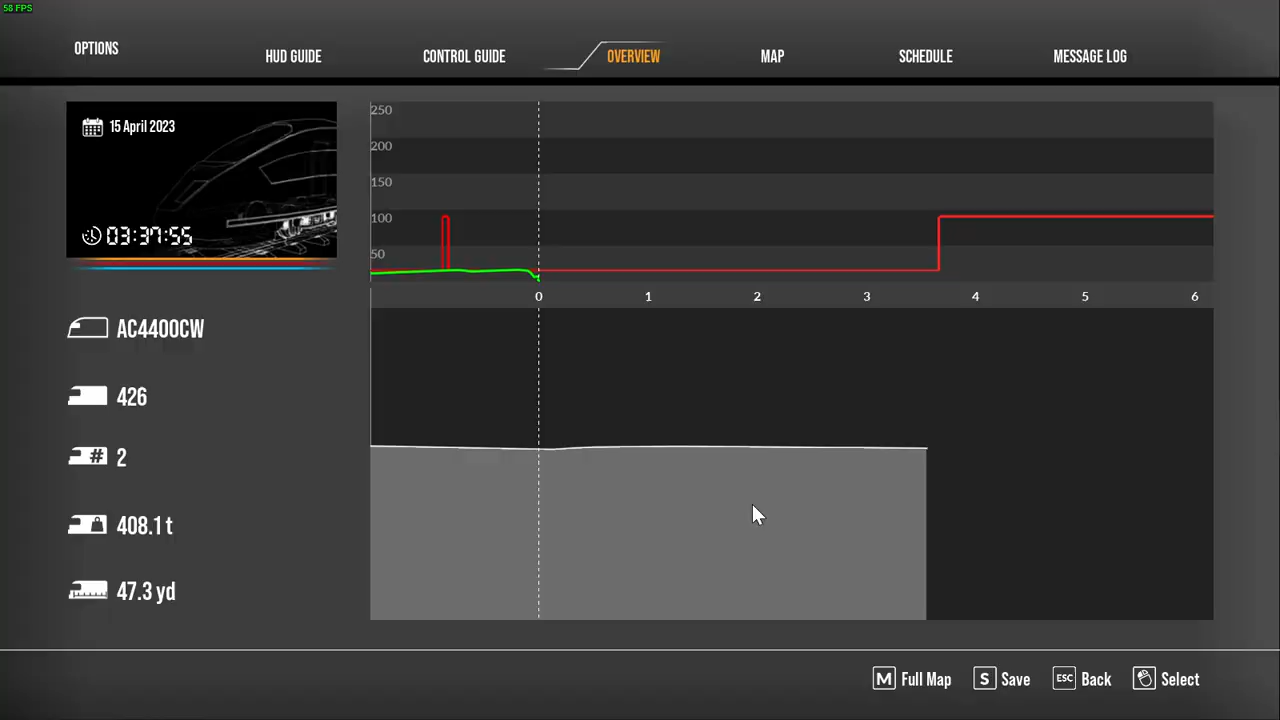 58 FPS
OPTIONS
HUD GUIDE
CONTROL GUIDE
OVERVIEW
MAP
SCHEDULE
MESSAGE LOG
15 April 2023
03:37:55
250
200
150
100
50
0 1 2 3 4 5 6
AC4400CW
426
# 2
408.1 t
47.3 yd
M Full Map
S Save
ESC Back
Select